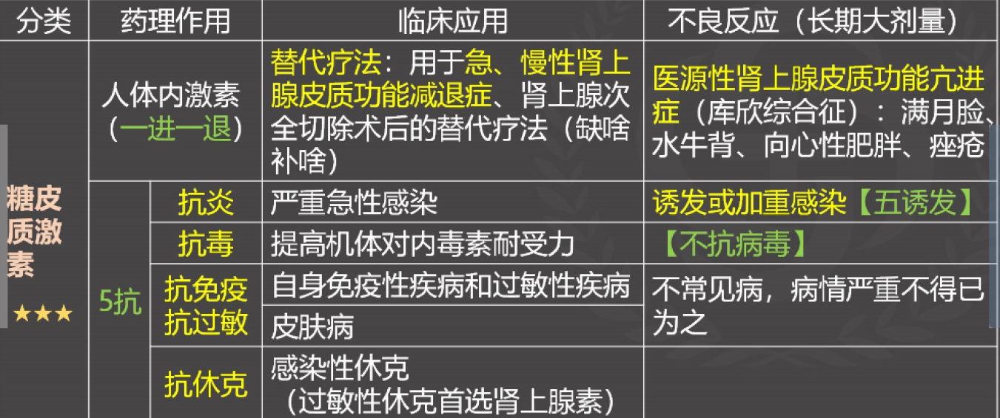 分类
药理作用
临床应用
不良反应（长期大剂量）
糖皮
质激
素
★★★
人体内激素
（一进一退）
替代疗法：用于急、慢性肾上
腺皮质功能减退症、肾上腺次
全切除术后的替代疗法（缺啥
补啥）
医源性肾上腺皮质功能亢进
症（库欣综合征）：满月脸、
水牛背、向心性肥胖、痤疮
5抗
抗炎
严重急性感染
诱发或加重感染【五诱发】
抗毒
提高机体对内毒素耐受力
【不抗病毒】
抗免疫
抗过敏
自身免疫性疾病和过敏性疾病
皮肤病
不常见病，病情严重不得已
为之
抗休克
感染性休克
（过敏性休克首选肾上腺素）